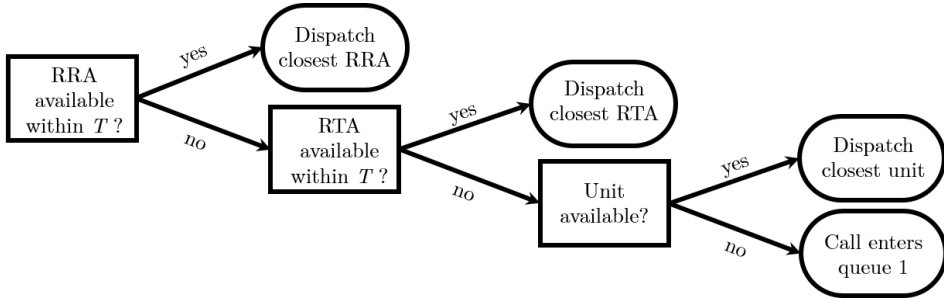 RRA
available
within T ?
yes
no
Dispatch
closest RRA
RTA
available
within T ?
yes
no
Dispatch
closest RTA
Unit
available?
yes
no
Dispatch
closest unit
Call enters
queue 1